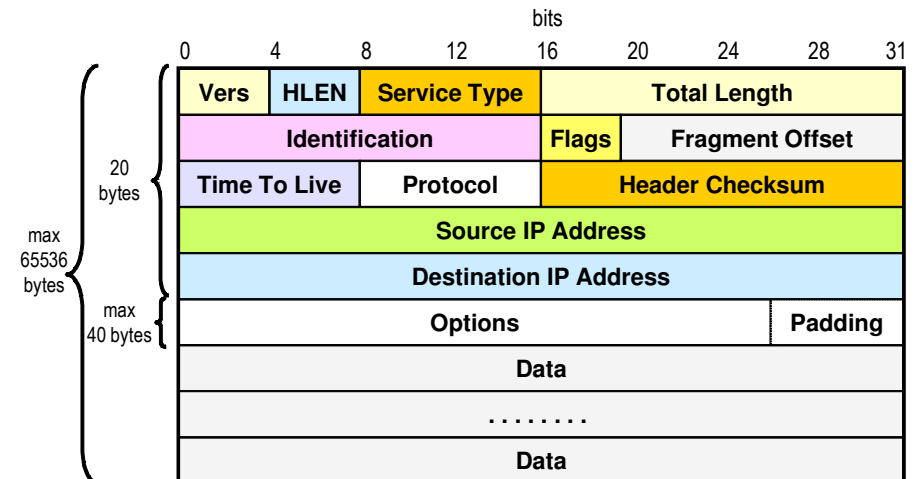 bits
0 4 8 12 16 20 24 28 31
Vers HLEN Service Type Total Length
Identification Flags Fragment Offset
20
bytes
Time To Live Protocol Header Checksum
max
65536
bytes
Source IP Address
Destination IP Address
max
40 bytes
Options Padding
Data
. . . . . . . .
Data